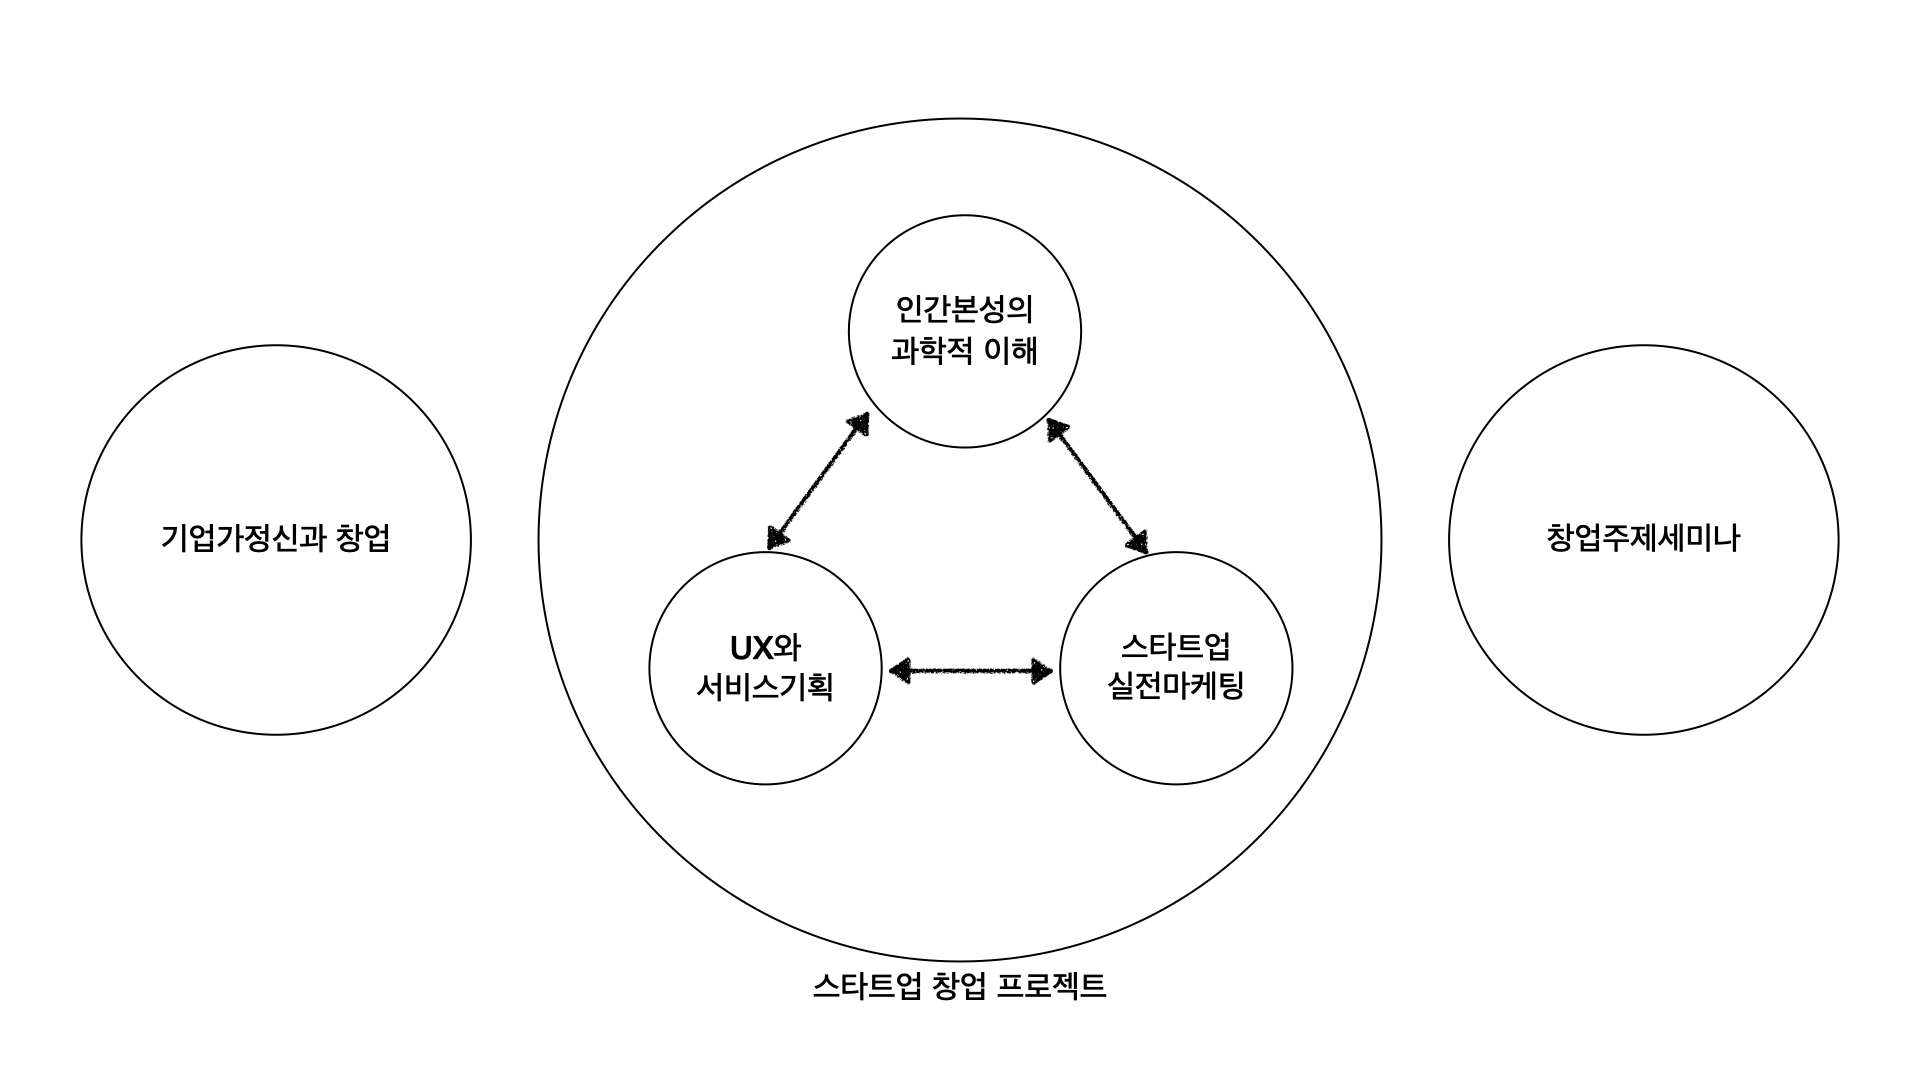 기업가정신과 창업
인간본성의
과학적 이해
UX와
서비스기획
스타트업
실전마케팅
창업주제세미나
스타트업 창업 프로젝트